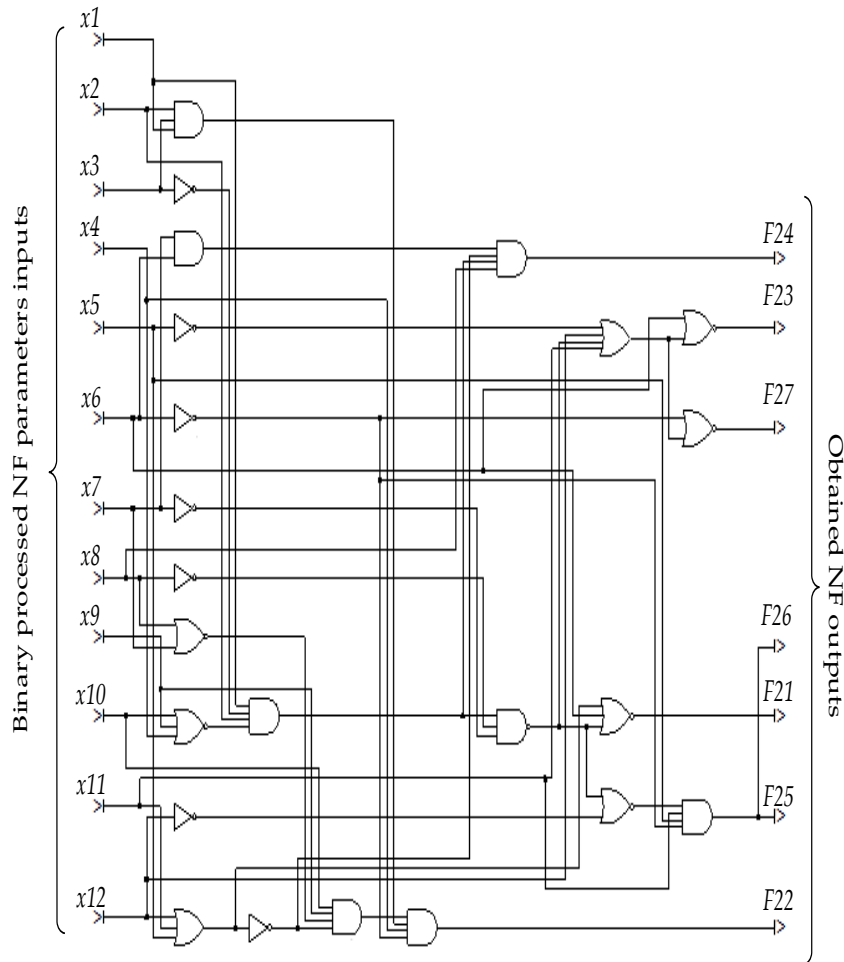 Binary processed NF parameters inputs
x1
x2
x3
x4
x5
x6
x7
x8
x9
x10
x11
x12
F24
F23
F27
F26
F21
F25
F22
Obtained NF outputs